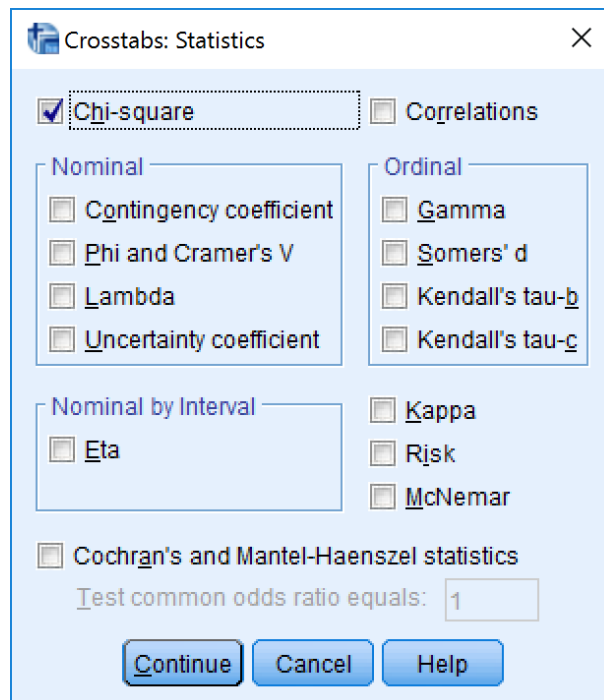 Crosstabs: Statistics
Chi-square
Correlations
Nominal
Contingency coefficient
Phi and Cramer's V
Lambda
Uncertainty coefficient
Ordinal
Gamma
Somers' d
Kendall's tau-b
Kendall's tau-c
Nominal by Interval
Eta
Kappa
Risk
McNemar
Cochran's and Mantel-Haenszel statistics
Test common odds ratio equals: 1
Continue Cancel Help